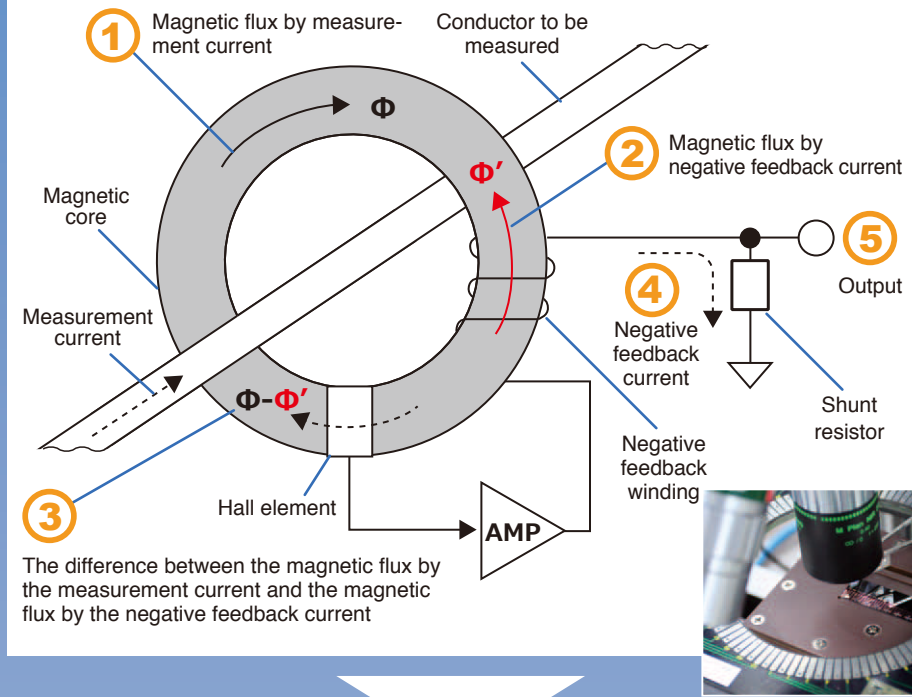 1
Magnetic flux by measure-
ment current
Conductor to be
measured
Φ
2
Magnetic flux by
negative feedback current
Φ′
Magnetic
core
5
Output
4
Negative
feedback
current
Measurement
current
Φ-Φ′
Shunt
resistor
Negative
feedback
winding
Hall element
3
AMP
The difference between the magnetic flux by
the measurement current and the magnetic
flux by the negative feedback current
M Plan